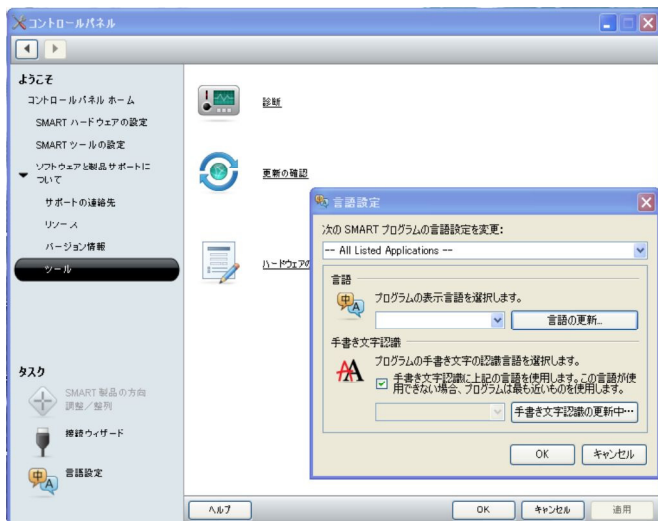 コントロールパネル
ようこそ
コントロールパネル ホーム
SMART ハードウェアの設定
SMART ツールの設定
ソフトウェアと製品サポートに
ついて
サポートの連絡先
リソース
バージョン情報
ツール
タスク
SMART 製品の方向
調整/整列
接続ウィザード
言語設定
診断
更新の確認
ハードウェアの
言語設定
次の SMART プログラムの言語設定を変更:
-- All Listed Applications --
言語
プログラムの表示言語を選択します。
言語の更新...
手書き文字認識
プログラムの手書き文字の認識言語を選択します。
手書き文字認識に上記の言語を使用します。この言語が使
用できない場合、プログラムは最も近いものを使用します。
手書き文字認識の更新中…
OK
キャンセル
ヘルプ
OK
キャンセル
適用